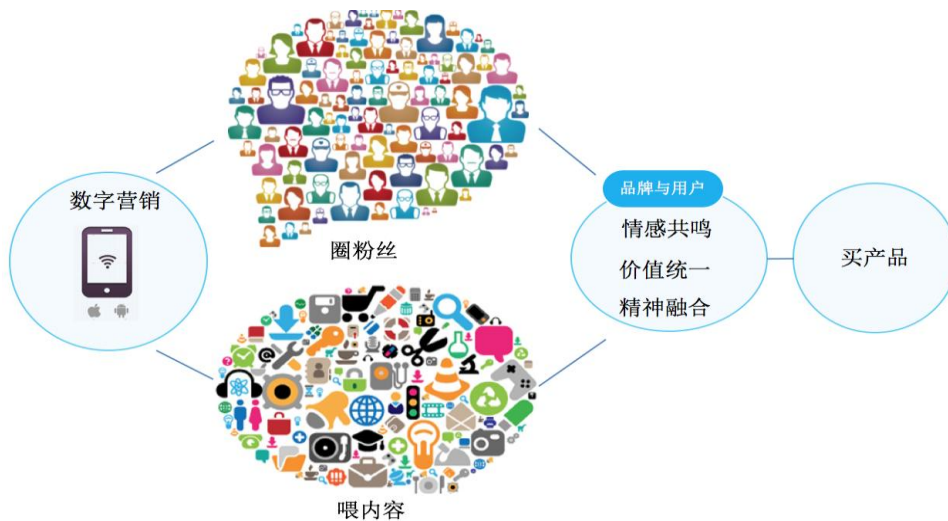 数字营销
圈粉丝
喂内容
品牌与用户
情感共鸣
价值统一
精神融合
买产品